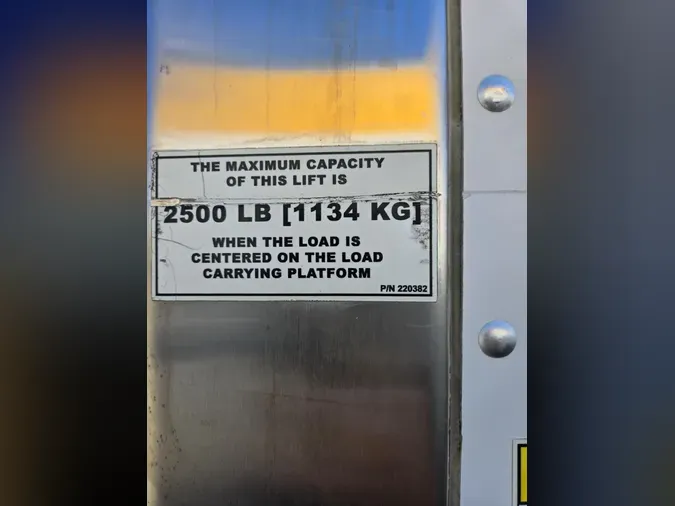 THE MAXIMUM CAPACITY
OF THIS LIFT IS
2500 LB [1134 KG]
WHEN THE LOAD IS
CENTERED ON THE LOAD
CARRYING PLATFORM
P/N 220382